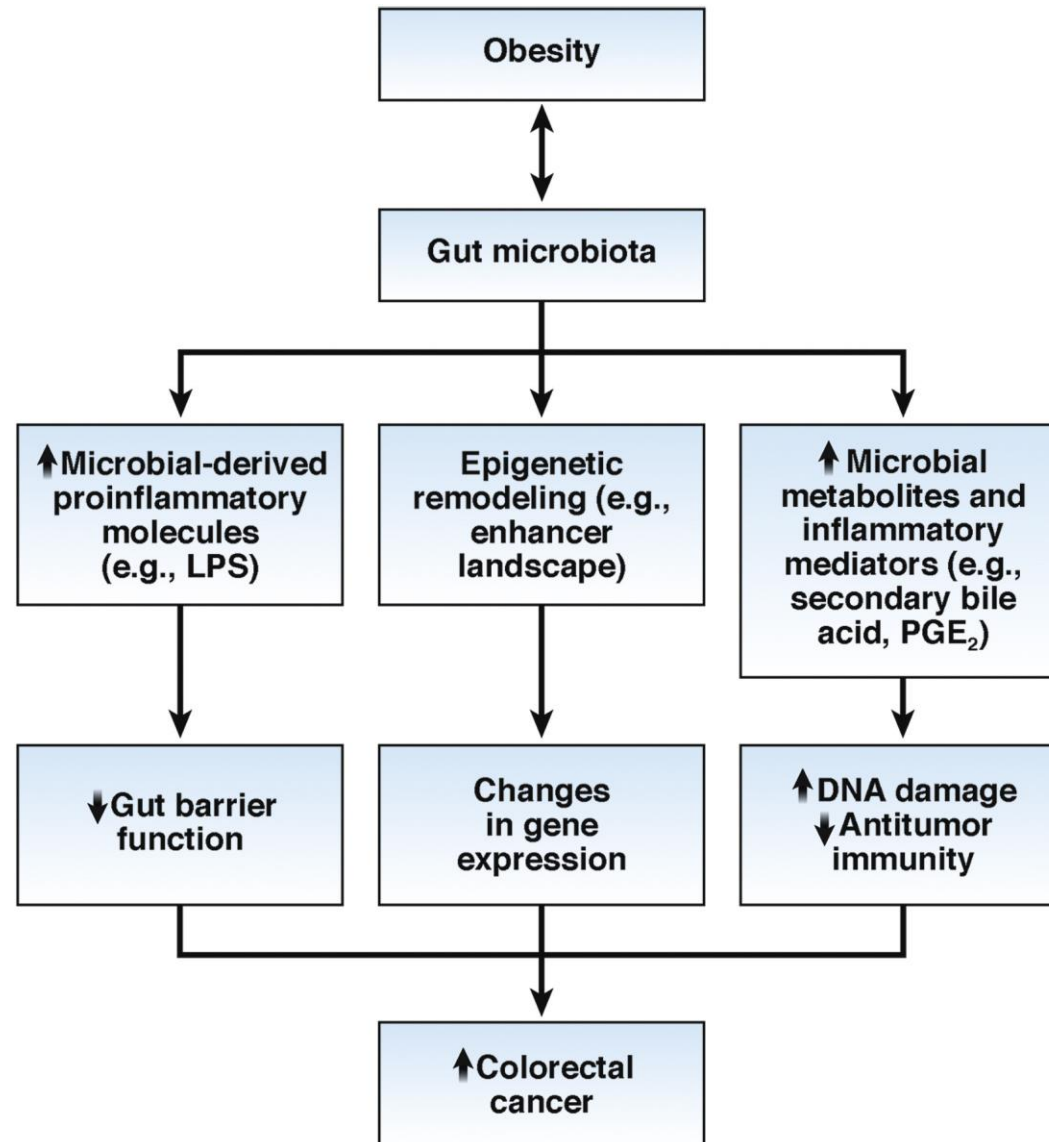 Obesity
Gut microbiota
↑Microbial-derived
proinflammatory
molecules
(e.g., LPS)
Epigenetic
remodeling (e.g.,
enhancer
landscape)
↑ Microbial
metabolites and
inflammatory
mediators (e.g.,
secondary bile
acid, PGE₂)
↓Gut barrier
function
Changes
in gene
expression
↑DNA damage
↓Antitumor
immunity
↑Colorectal
cancer